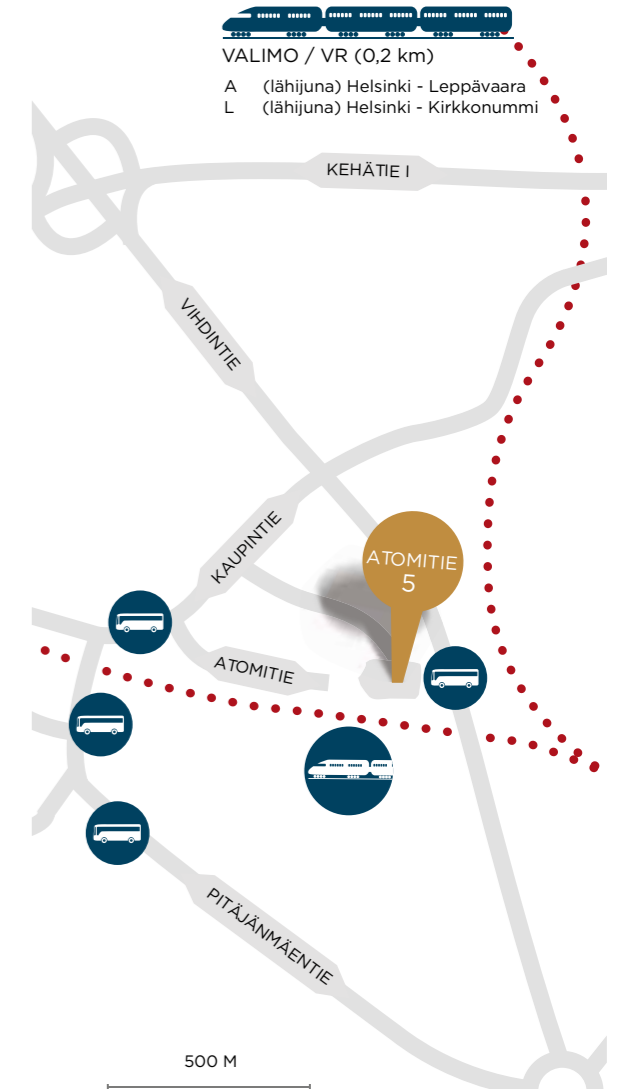 VALIMO / VR (0,2 km)
A (lähijuna) Helsinki - Leppävaara
L (lähijuna) Helsinki - Kirkkonummi
KEHÄTIE I
VIHDINTIE
KAUPINTIE
ATOMITIE
5
ATOMITIE
PITÄJÄNMÄENTIE
500 M